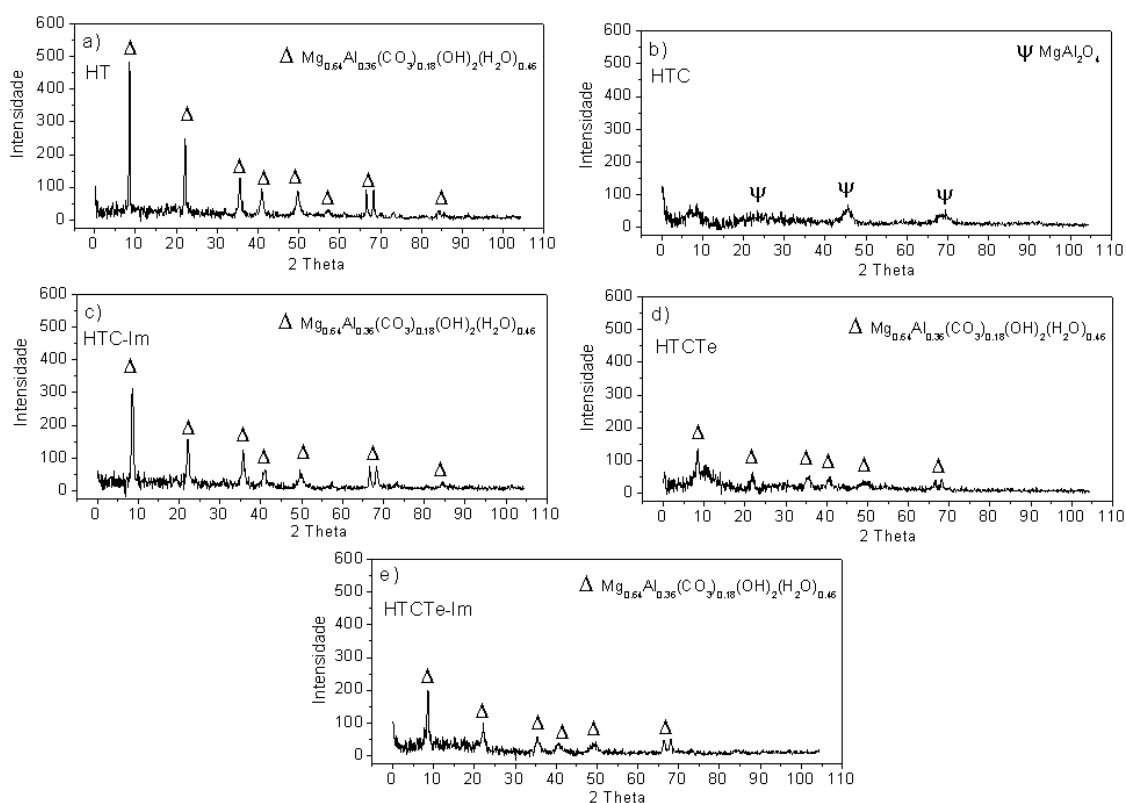 600
500
400
300
200
100
0
Intensidade
a)
HT
Δ Mg0.64Al0.36(CO3)0.18(OH)2(H2O)0.46
Δ
Δ
Δ
Δ
Δ
Δ
Δ
Δ
0 10 20 30 40 50 60 70 80 90 100 110
2 Theta
600
500
400
300
200
100
0
Intensidade
b)
HTC
Ψ MgAl2O4
Ψ
Ψ
Ψ
0 10 20 30 40 50 60 70 80 90 100 110
2 Theta
600
500
400
300
200
100
0
Intensidade
c)
HTC-Im
Δ Mg0.64Al0.36(CO3)0.18(OH)2(H2O)0.46
Δ
Δ
Δ
Δ
Δ
Δ
Δ
0 10 20 30 40 50 60 70 80 90 100 110
2 Theta
600
500
400
300
200
100
0
Intensidade
d)
HTCTe
Δ Mg0.64Al0.36(CO3)0.18(OH)2(H2O)0.46
Δ
Δ
Δ
Δ
Δ
Δ
0 10 20 30 40 50 60 70 80 90 100 110
2 Theta
600
500
400
300
200
100
0
Intensidade
e)
HTCTe-Im
Δ Mg0.64Al0.36(CO3)0.18(OH)2(H2O)0.46
Δ
Δ
Δ
Δ
Δ
Δ
0 10 20 30 40 50 60 70 80 90 100 110
2 Theta